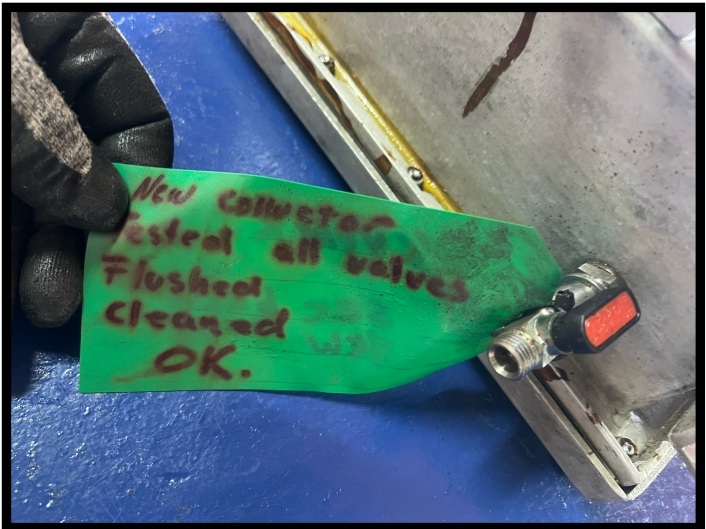 New Collector
Tested all valves
Flushed
Cleaned
OK.